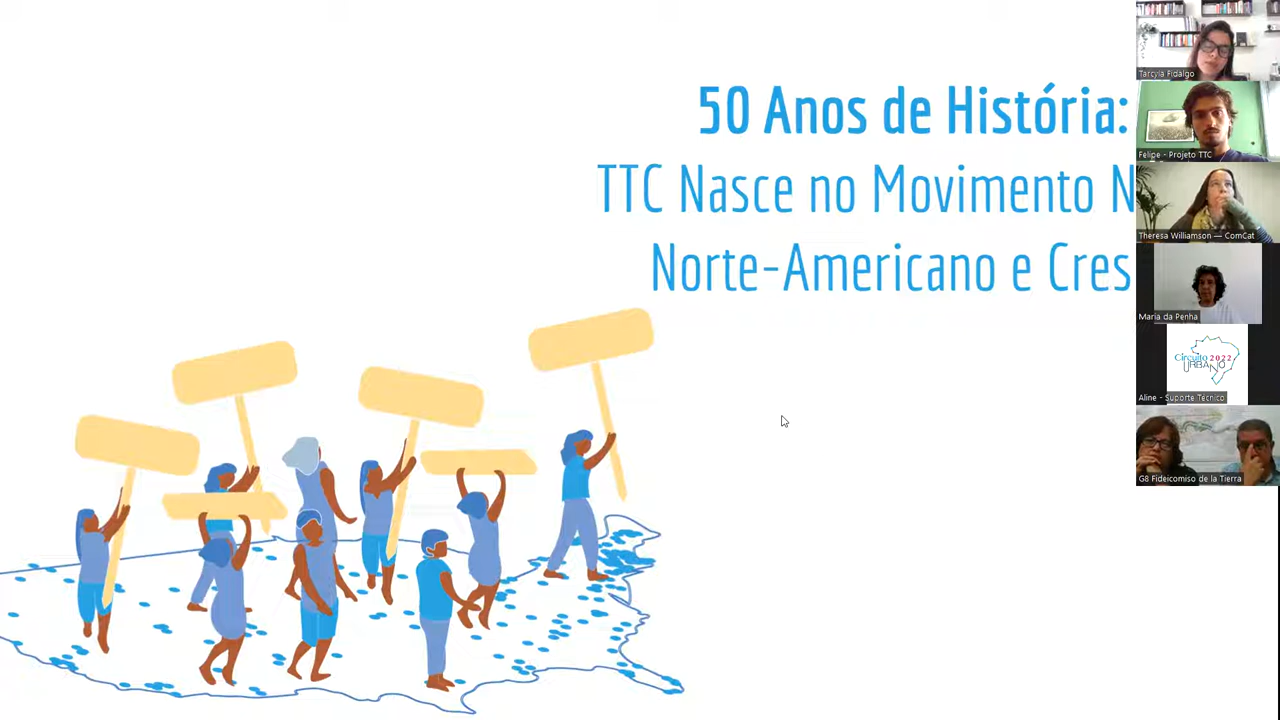 50 Anos de História:
TTC Nasce no Movimento N
Norte-Americano e Cres
Tarcyla Fidalgo
Felipe - Projeto TTC
Theresa Williamson — ComCat
Maria da Penha
Circuito 2022
URBANO
Aline - Suporte Técnico
G8 Fideicomiso de la Tierra